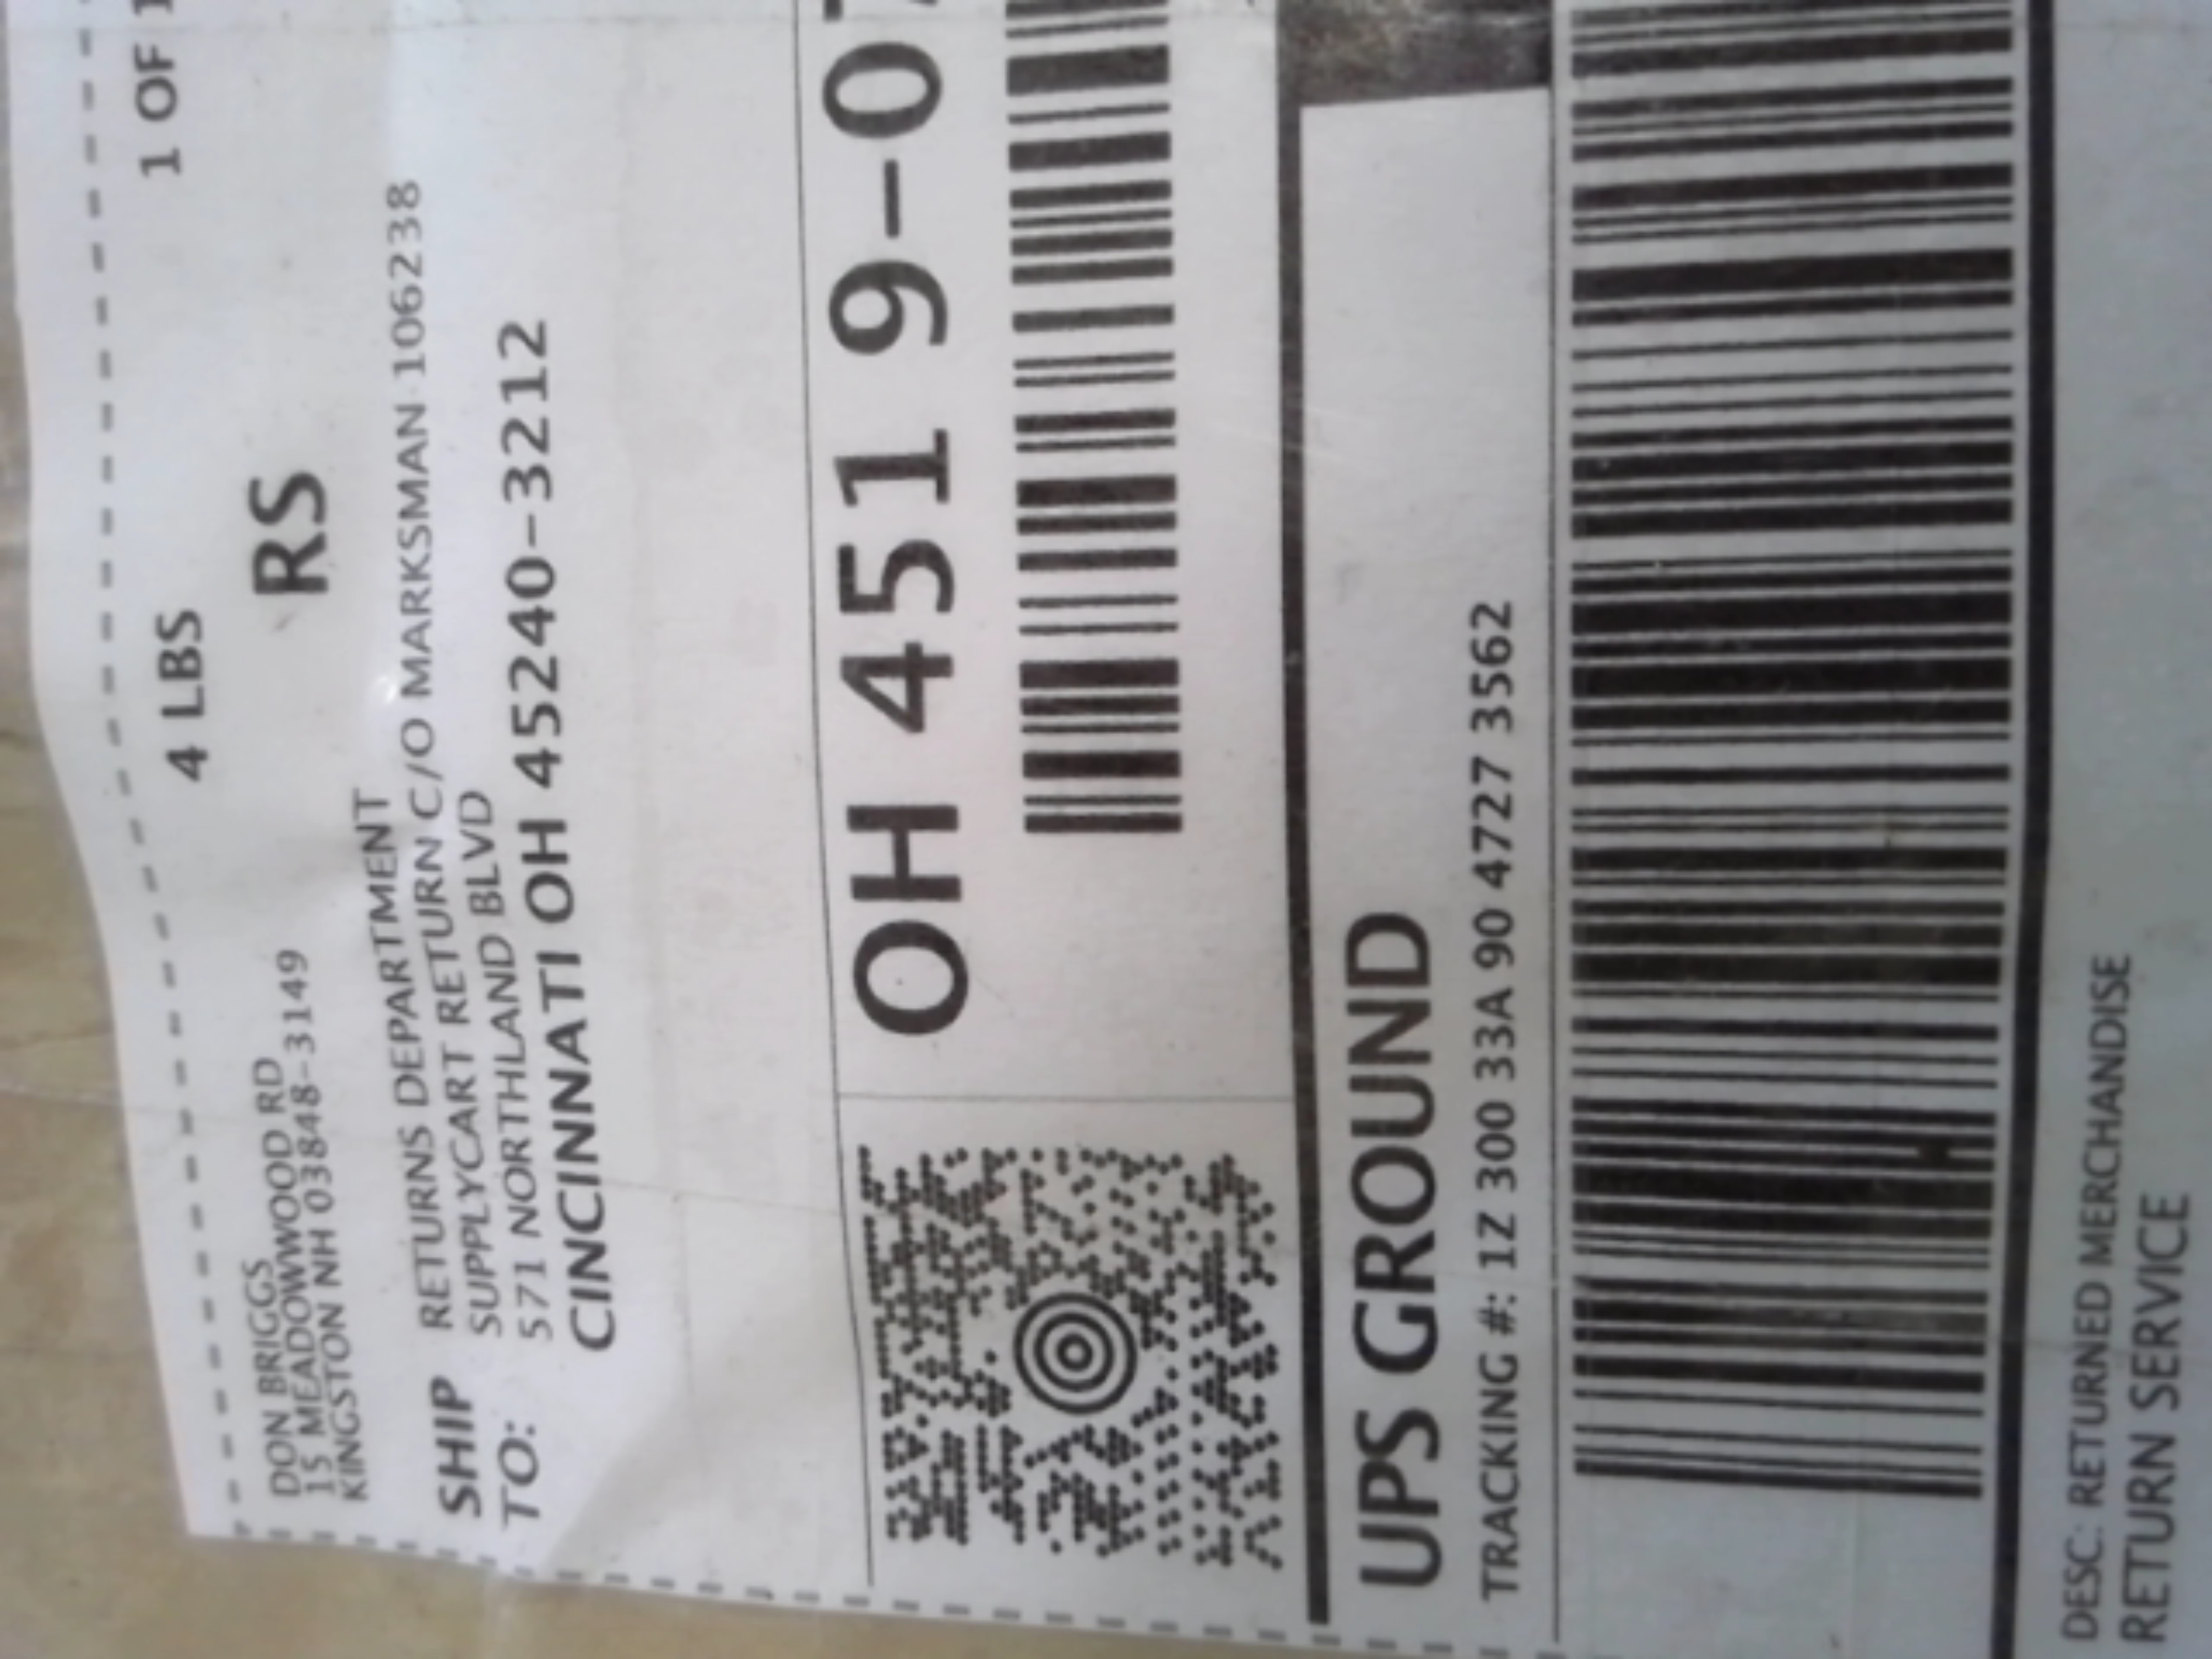 4 LBS 1 OF 1
DON BRIGGS
15 MEADOWWOOD RD
KINGSTON NH 03848-3149
RS
SHIP TO:
RETURNS DEPARTMENT
SUPPLYCART RETURN C/O MARKSMAN 106238
571 NORTHLAND BLVD
CINCINNATI OH 45240-3212
OH 451 9-07
UPS GROUND
TRACKING #: 1Z 300 33A 90 4727 3562
DESC: RETURNED MERCHANDISE
RETURN SERVICE